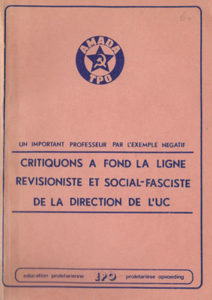 AMADA
TPO
UN IMPORTANT PROFESSEUR PAR L'EXEMPLE NEGATIF
CRITIQUONS A FOND LA LIGNE
REVISIONISTE ET SOCIAL-FASCISTE
DE LA DIRECTION DE L'UC
education proletarienne EPO proletariese opvoeding